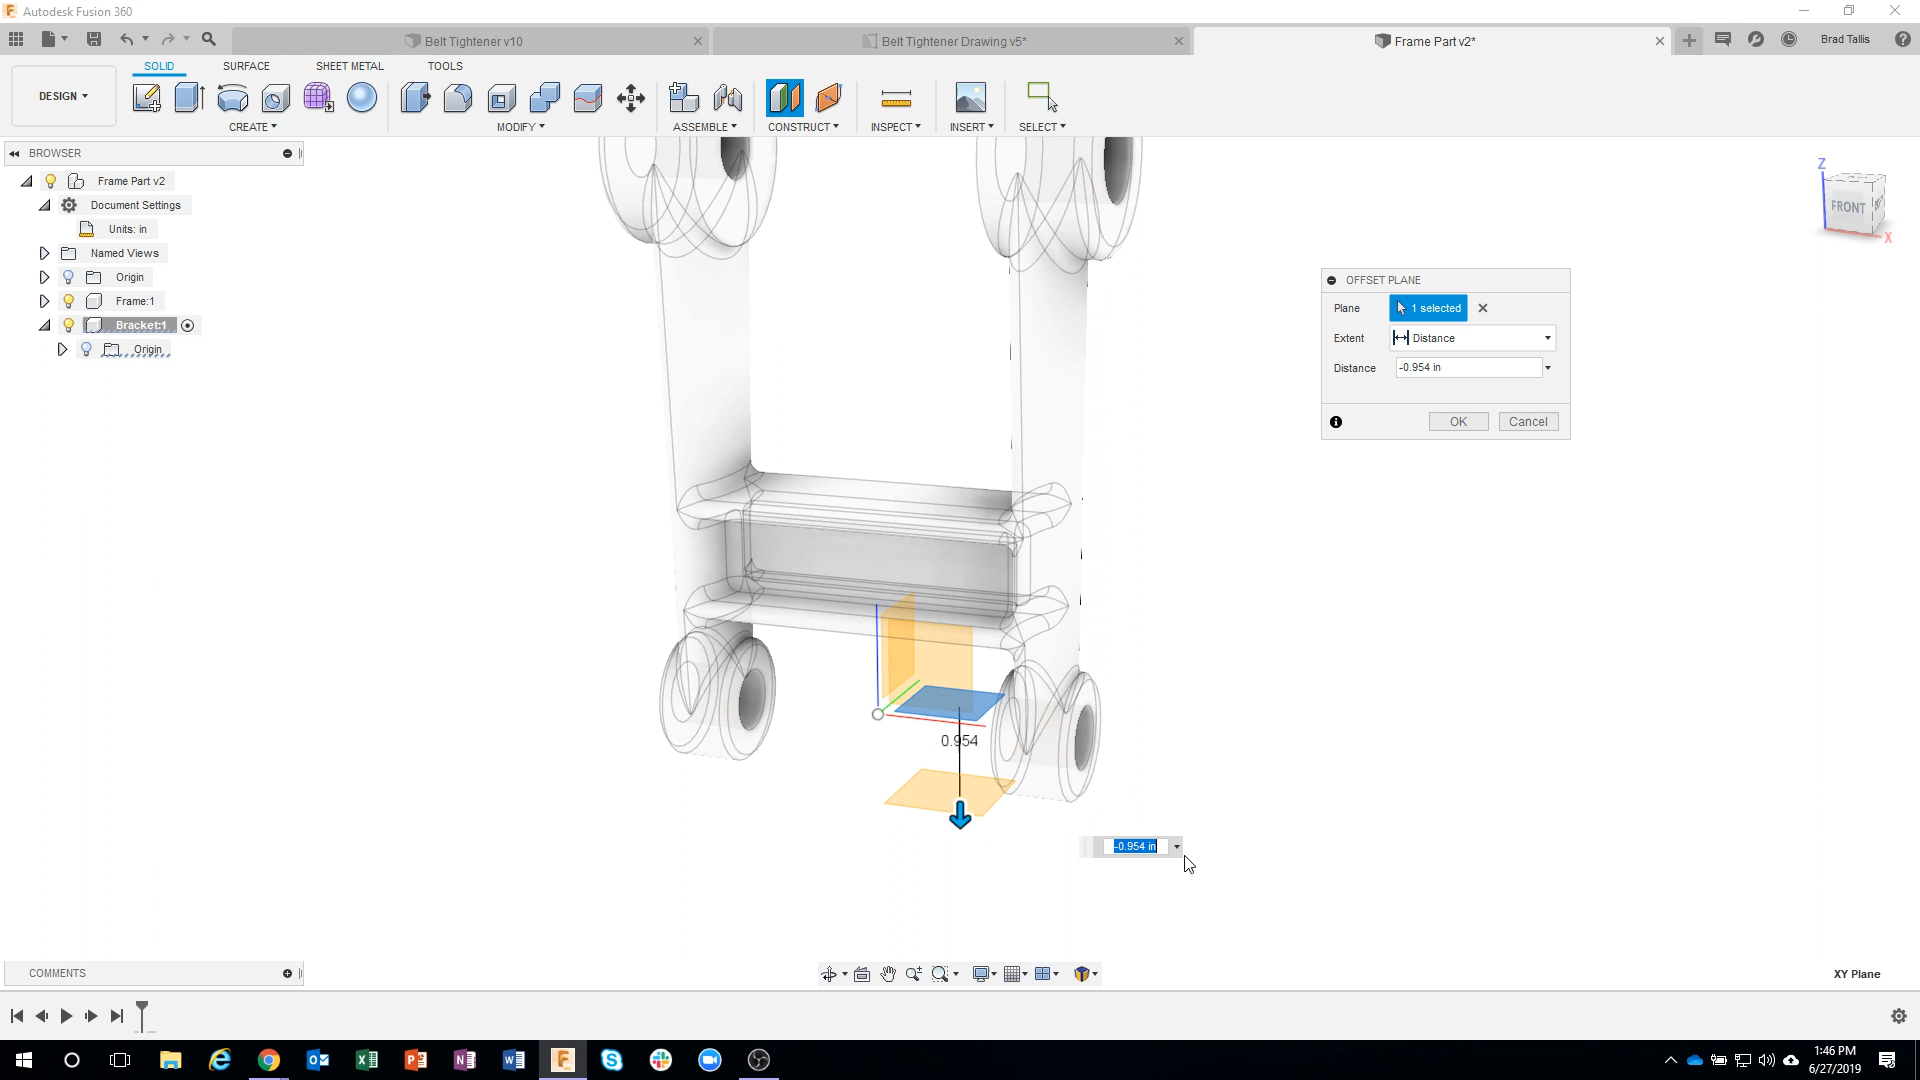 Autodesk Fusion 360
Belt Tightener v10
Belt Tightener Drawing v5*
Frame Part v2*
Brad Tallis
SOLID
SURFACE
SHEET METAL
TOOLS
DESIGN
CREATE
MODIFY
ASSEMBLE
CONSTRUCT
INSPECT
INSERT
SELECT
BROWSER
Frame Part v2
Document Settings
Units: in
Named Views
Origin
Frame:1
Bracket:1
Origin
Z
FRONT
X
OFFSET PLANE
Plane
1 selected
Extent
Distance
Distance
-0.954 in
OK
Cancel
0.954
-0.954 in
COMMENTS
XY Plane
1:46 PM
6/27/2019